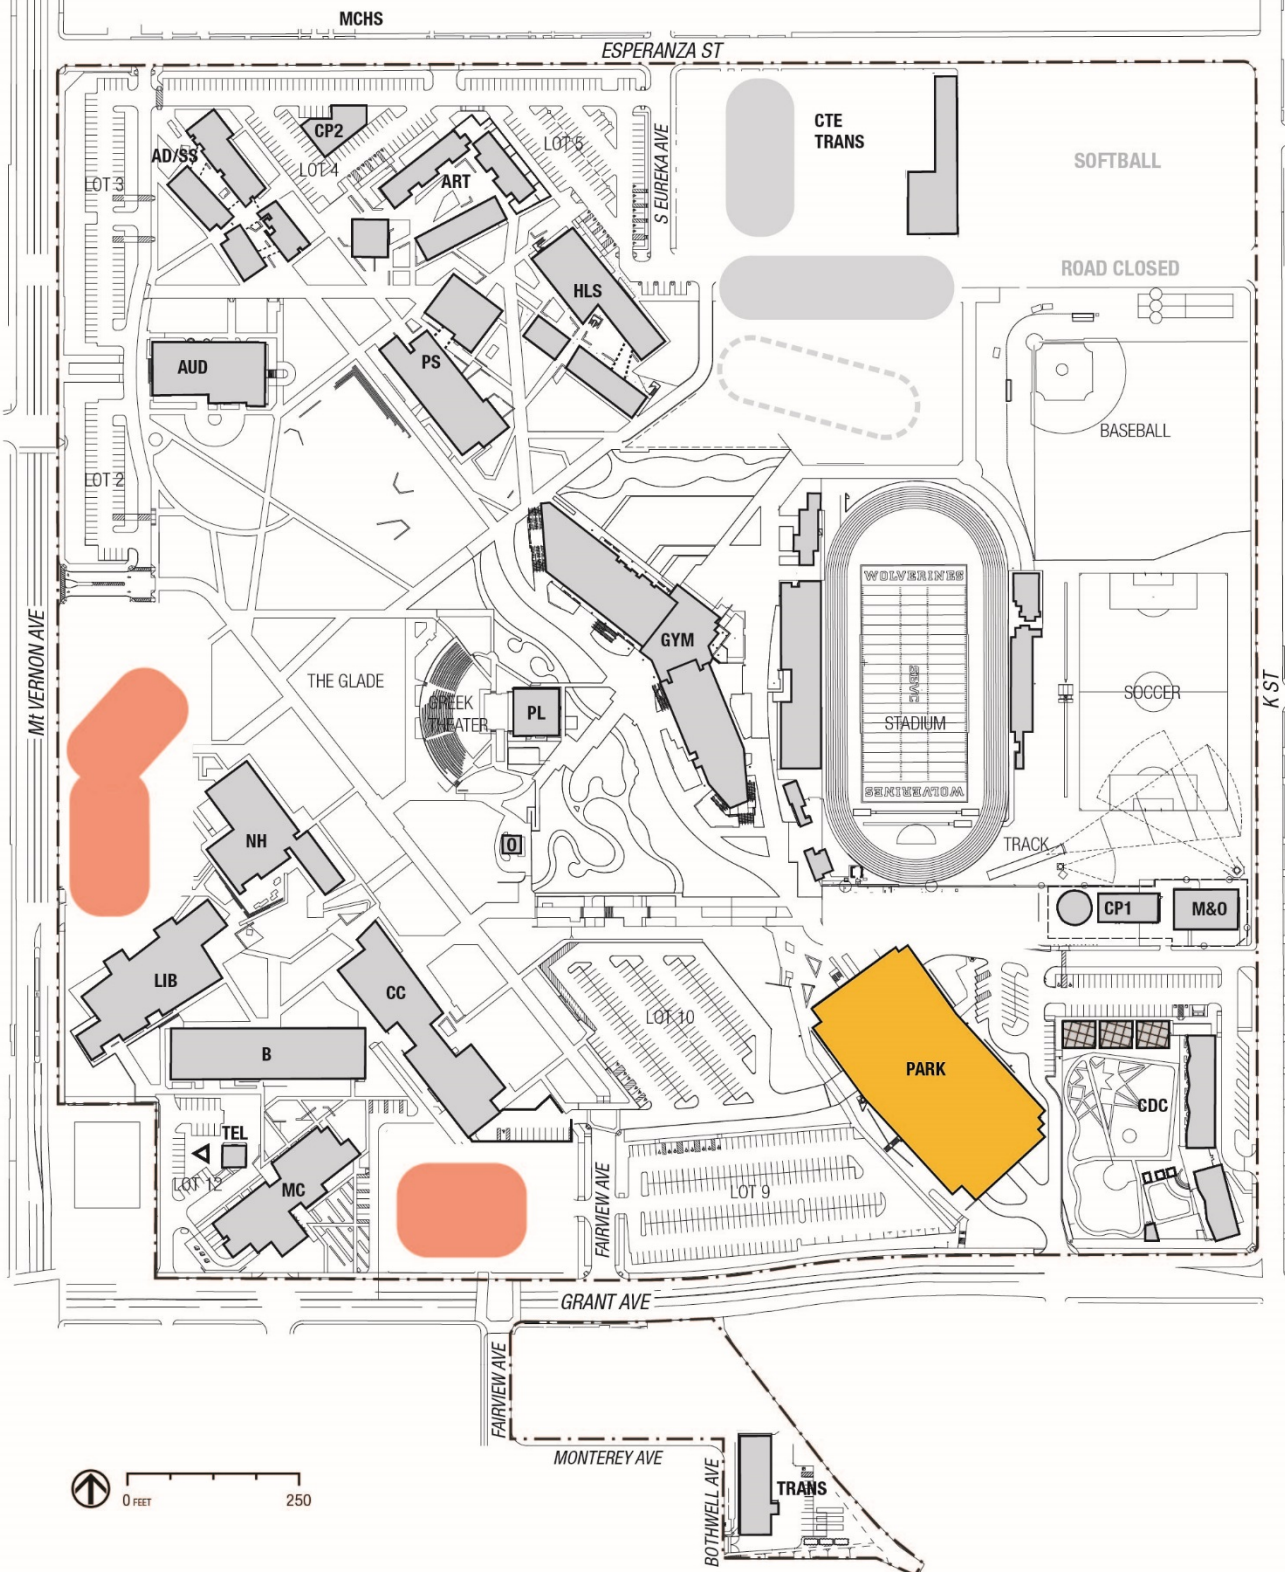 MCHS
ESPERANZA ST
CP2
CTE
TRANS
LOT 5
AD/SS
LOT 4
SOFTBALL
LOT 3
ART
S EUREKA AVE
ROAD CLOSED
HLS
AUD
PS
BASEBALL
LOT 2
WOLVERINES
GYM
Mt VERNON AVE
THE GLADE
K ST
SOCCER
GREEK
THEATER
PL
SBVC
STADIUM
WOLVERINES
NH
O
TRACK
CP1
M&O
LIB
CC
LOT 10
B
PARK
CDC
TEL
LOT 12
MC
LOT 9
FAIRVIEW AVE
GRANT AVE
FAIRVIEW AVE
MONTEREY AVE
TRANS
0 FEET
250
BOTHWELL AVE